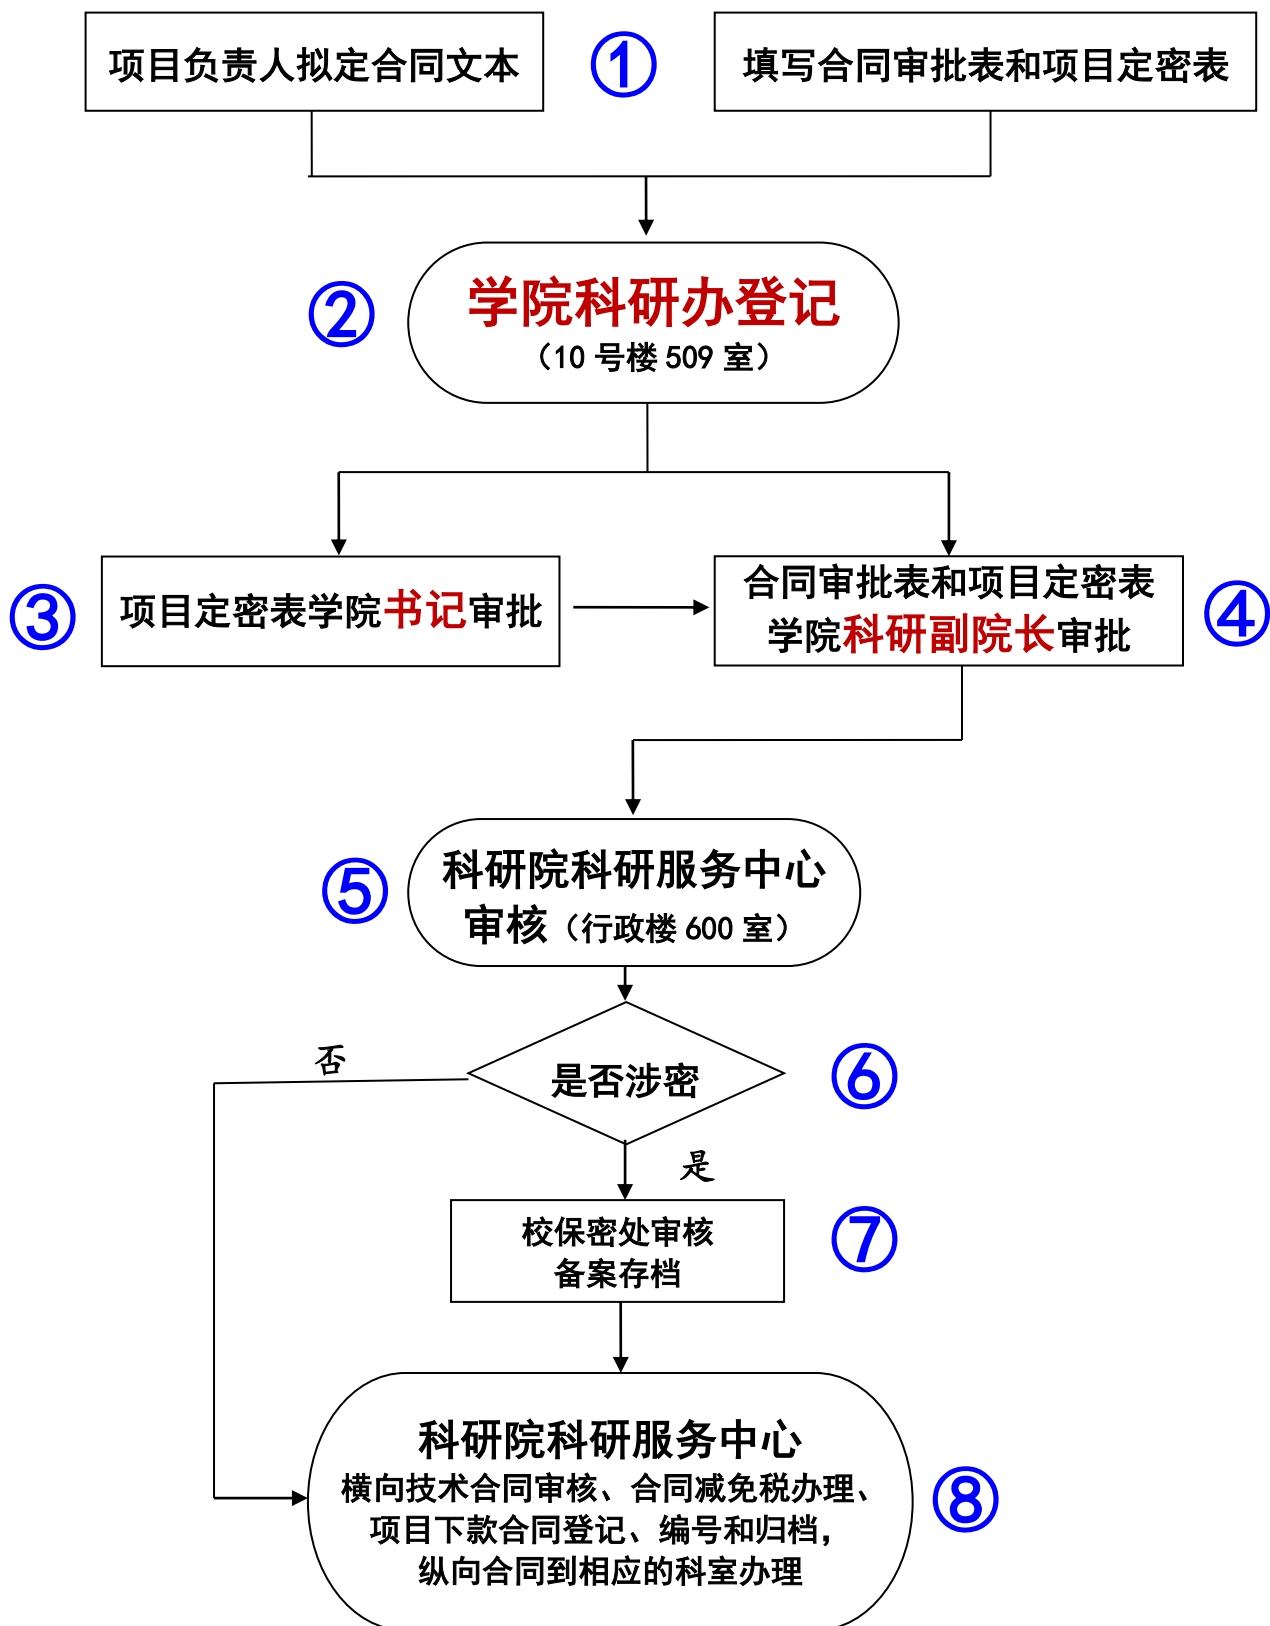 项目负责人拟定合同文本
①
填写合同审批表和项目定密表
②
学院科研办登记
（10 号楼 509 室）
③
项目定密表学院书记审批
合同审批表和项目定密表
学院科研副院长审批
④
⑤
科研院科研服务中心
审核（行政楼 600 室）
否
是否涉密
⑥
是
校保密处审核
备案存档
⑦
科研院科研服务中心
横向技术合同审核、合同减免税办理、
项目下款合同登记、编号和归档，
纵向合同到相应的科室办理
⑧